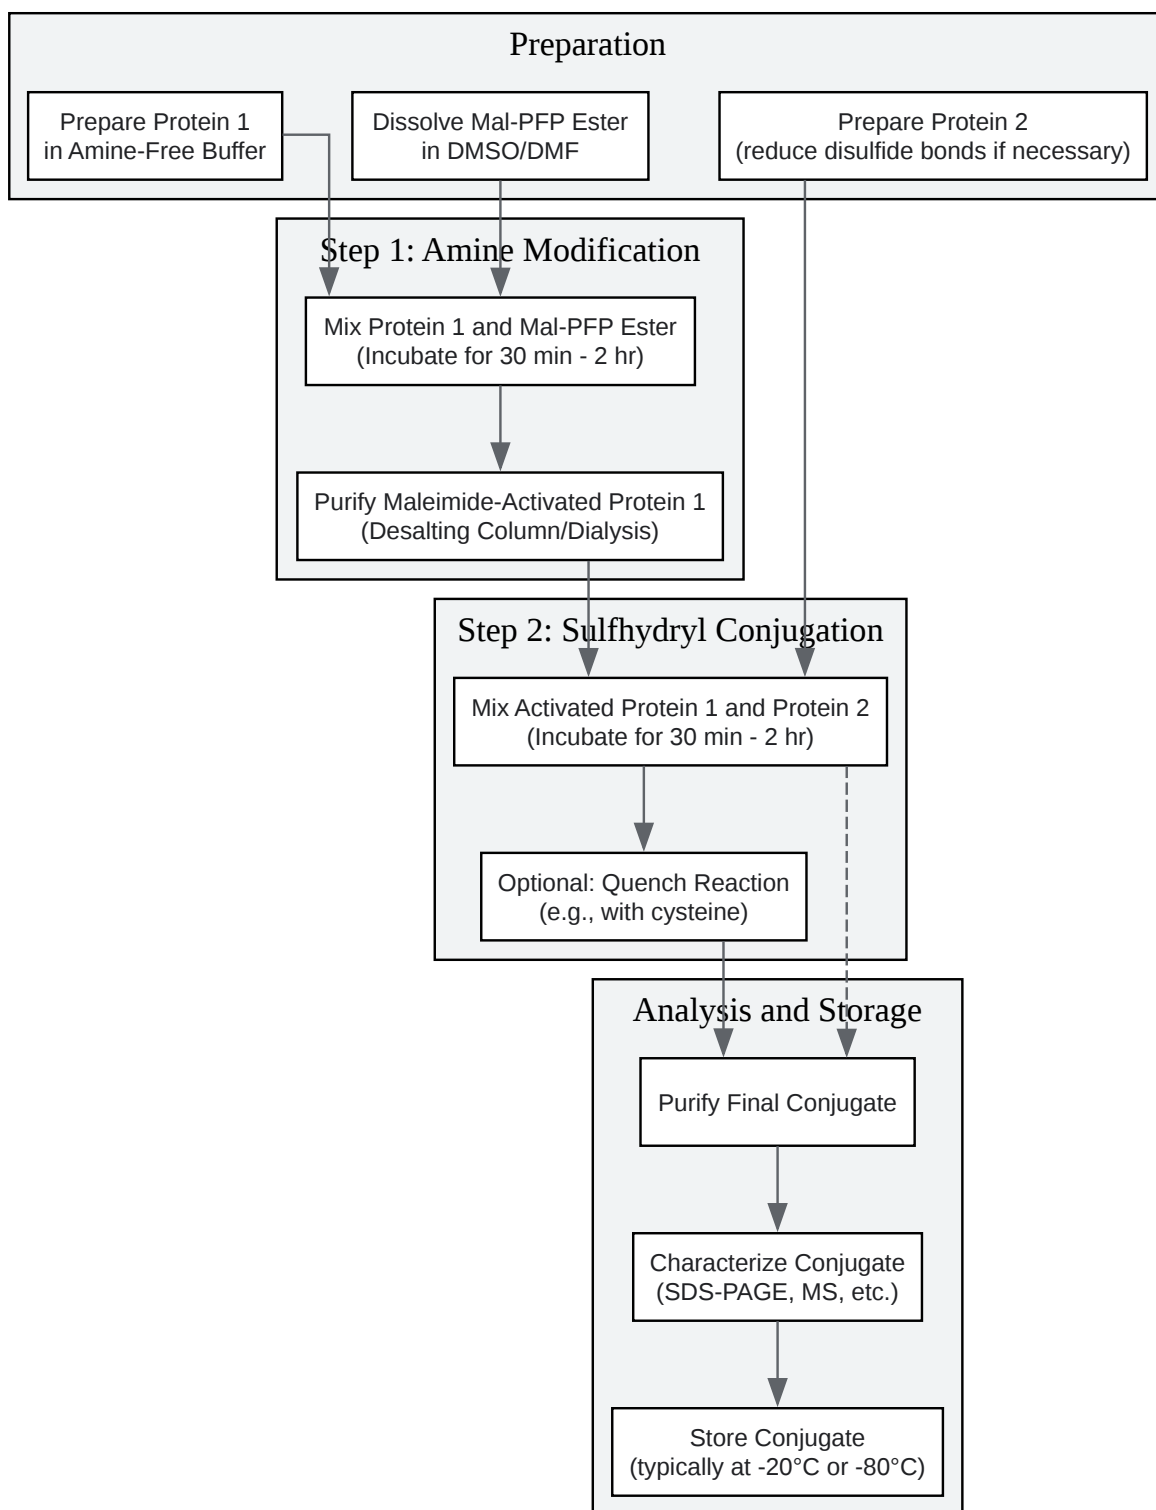 Preparation
Prepare Protein 1
in Amine-Free Buffer
Dissolve Mal-PFP Ester
in DMSO/DMF
Prepare Protein 2
(reduce disulfide bonds if necessary)
Step 1: Amine Modification
Mix Protein 1 and Mal-PFP Ester
(Incubate for 30 min - 2 hr)
Purify Maleimide-Activated Protein 1
(Desalting Column/Dialysis)
Step 2: Sulfhydryl Conjugation
Mix Activated Protein 1 and Protein 2
(Incubate for 30 min - 2 hr)
Optional: Quench Reaction
(e.g., with cysteine)
Analysis and Storage
Purify Final Conjugate
Characterize Conjugate
(SDS-PAGE, MS, etc.)
Store Conjugate
(typically at -20°C or -80°C)